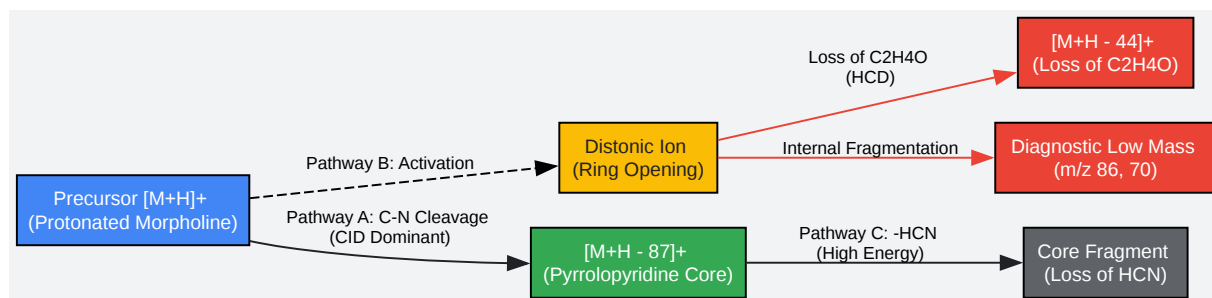 Precursor [M+H]+
(Protonated Morpholine)
Pathway B: Activation
Pathway A: C-N Cleavage
(CID Dominant)
Distonic Ion
(Ring Opening)
[M+H - 87]+
(Pyrrolopyridine Core)
Loss of C2H4O
(HCD)
Internal Fragmentation
Pathway C: -HCN
(High Energy)
[M+H - 44]+
(Loss of C2H4O)
Diagnostic Low Mass
(m/z 86, 70)
Core Fragment
(Loss of HCN)